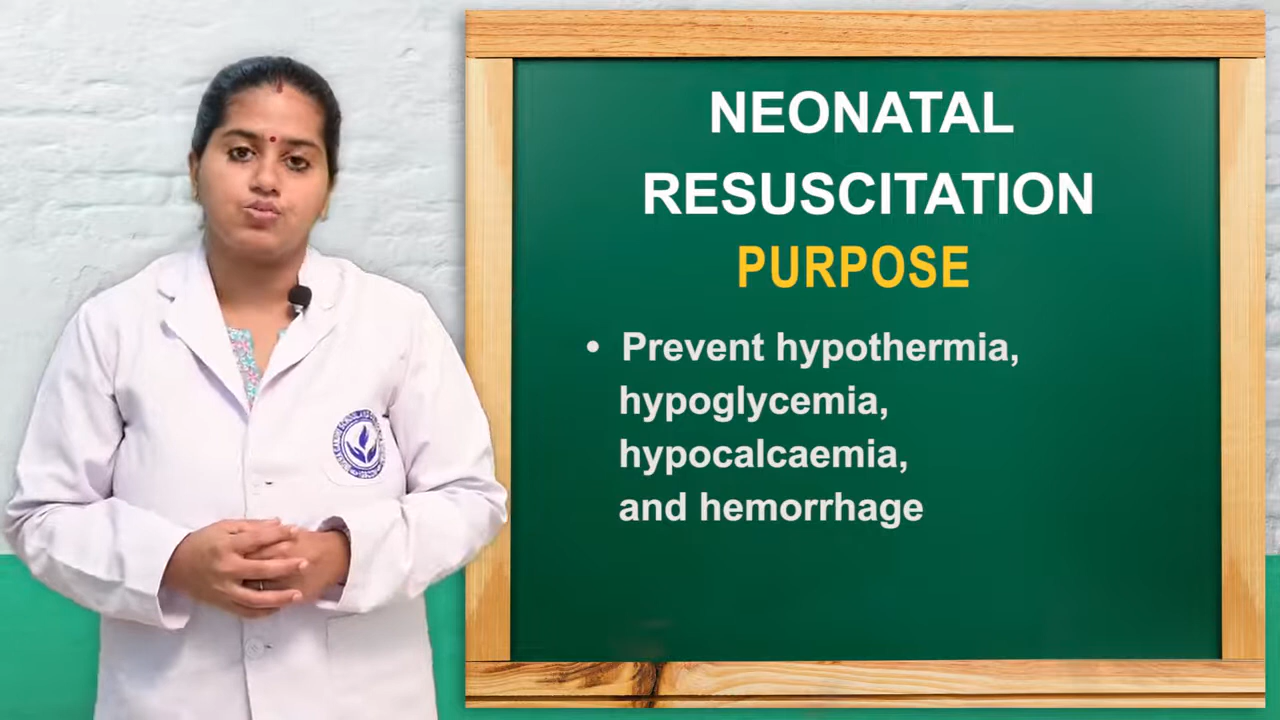 NEONATAL
RESUSCITATION
PURPOSE
• Prevent hypothermia,
hypoglycemia,
hypocalcaemia,
and hemorrhage